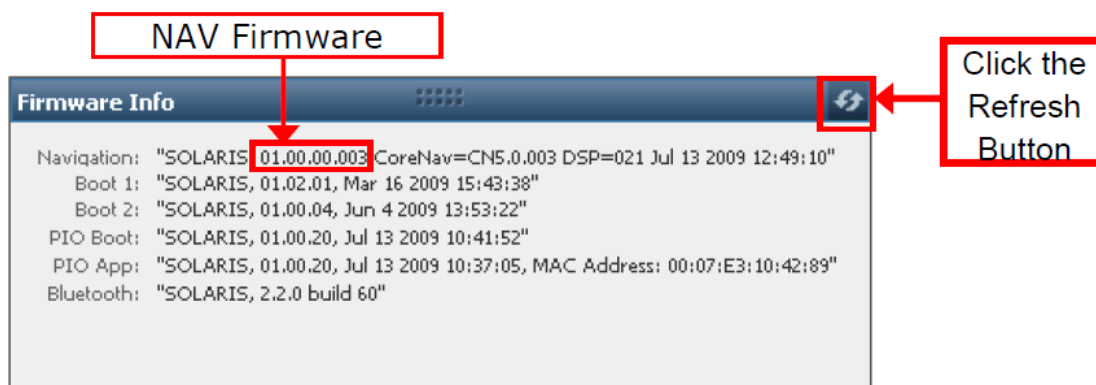 NAV Firmware
Click the
Refresh
Button
Firmware Info
Navigation: "SOLARIS, 01.00.00.003 CoreNav=CN5.0.003 DSP=021 Jul 13 2009 12:49:10"
Boot 1: "SOLARIS, 01.02.01, Mar 16 2009 15:43:38"
Boot 2: "SOLARIS, 01.00.04, Jun 4 2009 13:53:22"
PIO Boot: "SOLARIS, 01.00.20, Jul 13 2009 10:41:52"
PIO App: "SOLARIS, 01.00.20, Jul 13 2009 10:37:05, MAC Address: 00:07:E3:10:42:89"
Bluetooth: "SOLARIS, 2.2.0 build 60"